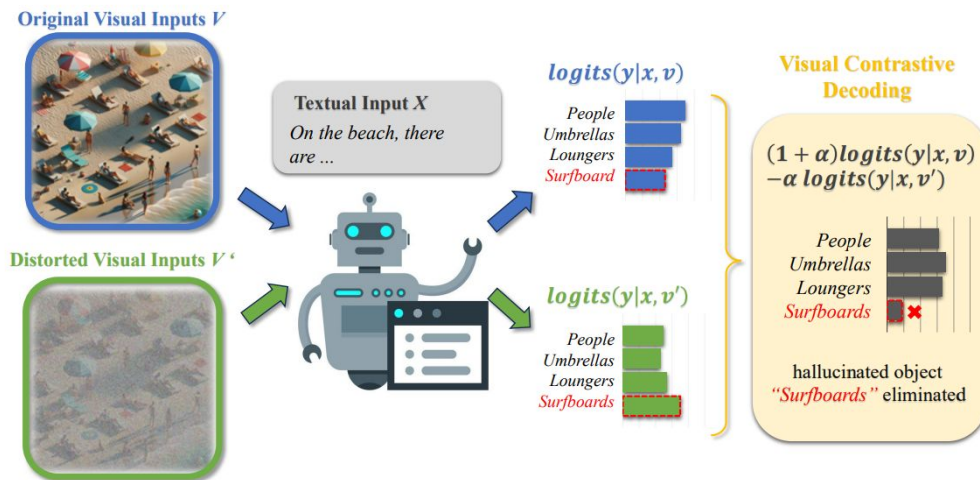 Original Visual Inputs V
Textual Input X
On the beach, there
are ...
Distorted Visual Inputs V ‘
logits(y|x, v)
People
Umbrellas
Loungers
Surfboard
logits(y|x, v′)
People
Umbrellas
Loungers
Surfboards
Visual Contrastive
Decoding
(1 + α)logits(y|x, v)
−α logits(y|x, v′)
People
Umbrellas
Loungers
Surfboards
hallucinated object
“Surfboards” eliminated